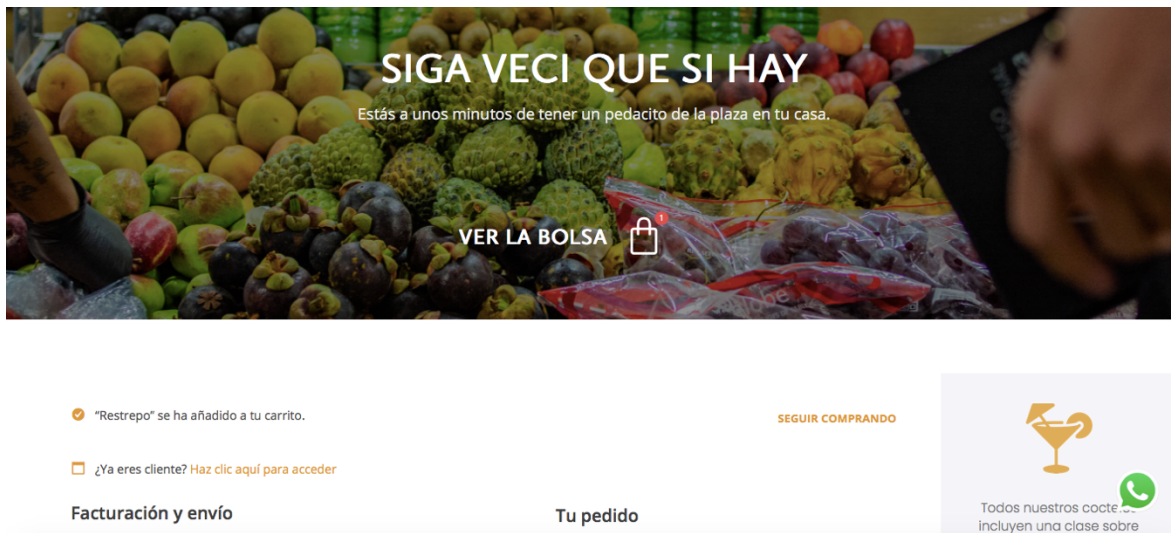 SIGA VECI QUE SI HAY
Estás a unos minutos de tener un pedacito de la plaza en tu casa.
VER LA BOLSA
1
“Restrepo” se ha añadido a tu carrito.
SEGUIR COMPRANDO
¿Ya eres cliente? Haz clic aquí para acceder
Facturación y envío
Tu pedido
Todos nuestros
incluyen una clase sobre